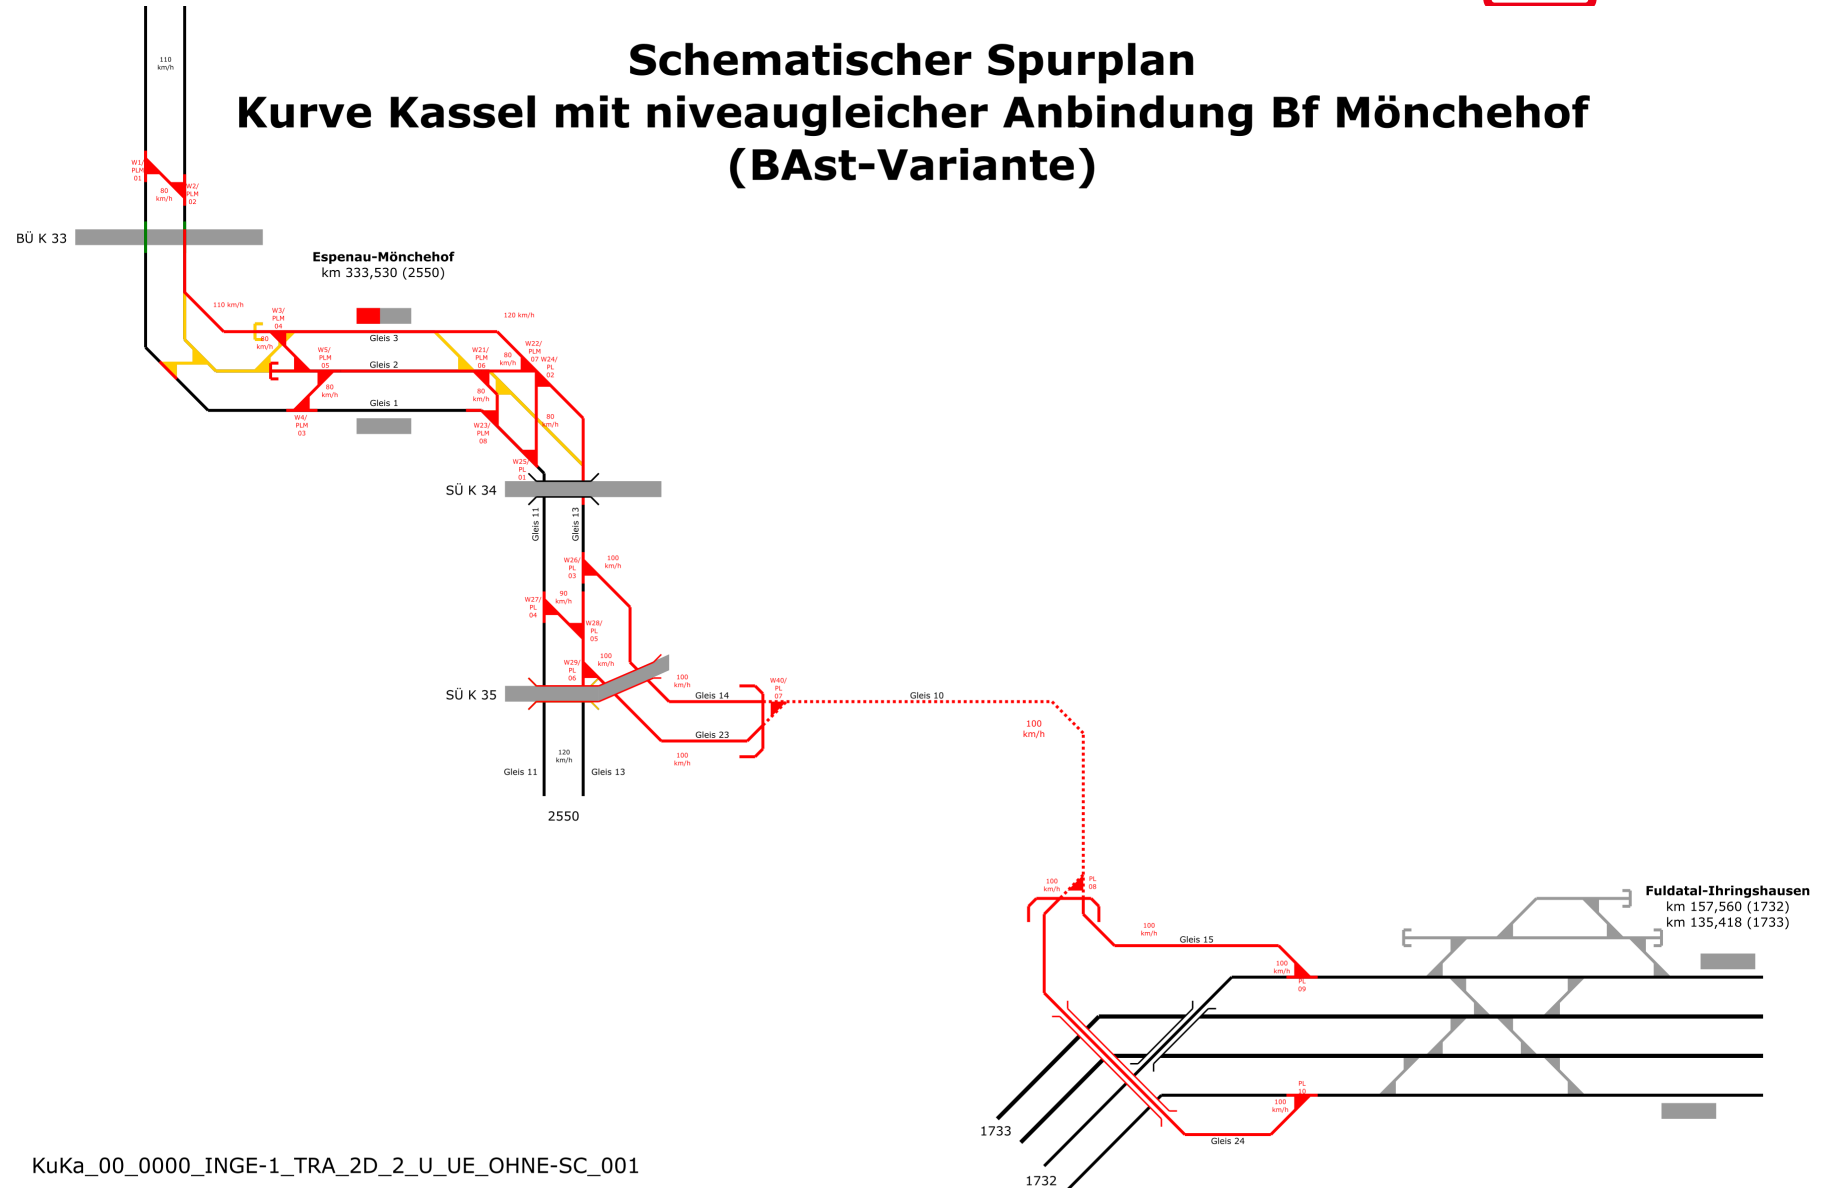 Schematischer Spurplan
Kurve Kassel mit niveaugleicher Anbindung Bf Mönchehof
(BAst-Variante)
110
km/h
W1/
PLM
01
80
km/h
W2/
PLM
02
BÜ K 33
Espenau-Mönchehof
km 333,530 (2550)
110 km/h
W3/
PLM
04
80
km/h
120 km/h
Gleis 3
W5/
PLM
05
Gleis 2
W21/
PLM
06
80
km/h
W22/
PLM
07
W24/
PL
02
80
km/h
80
km/h
Gleis 1
W4/
PLM
03
W23/
PLM
08
80
km/h
W25/
PL
01
SÜ K 34
Gleis 11
Gleis 13
W26/
PL
03
100
km/h
W27/
PL
04
90
km/h
W28/
PL
05
W29/
PL
06
100
km/h
SÜ K 35
100
km/h
Gleis 14
W40/
PL
07
Gleis 10
100
km/h
Gleis 23
100
km/h
120
km/h
Gleis 11
Gleis 13
2550
100
km/h
PL
08
Fuldatal-Ihringshausen
km 157,560 (1732)
km 135,418 (1733)
100
km/h
Gleis 15
100
km/h
PL
09
PL
10
100
km/h
Gleis 24
1733
1732
KuKa_00_0000_INGE-1_TRA_2D_2_U_UE_OHNE-SC_001